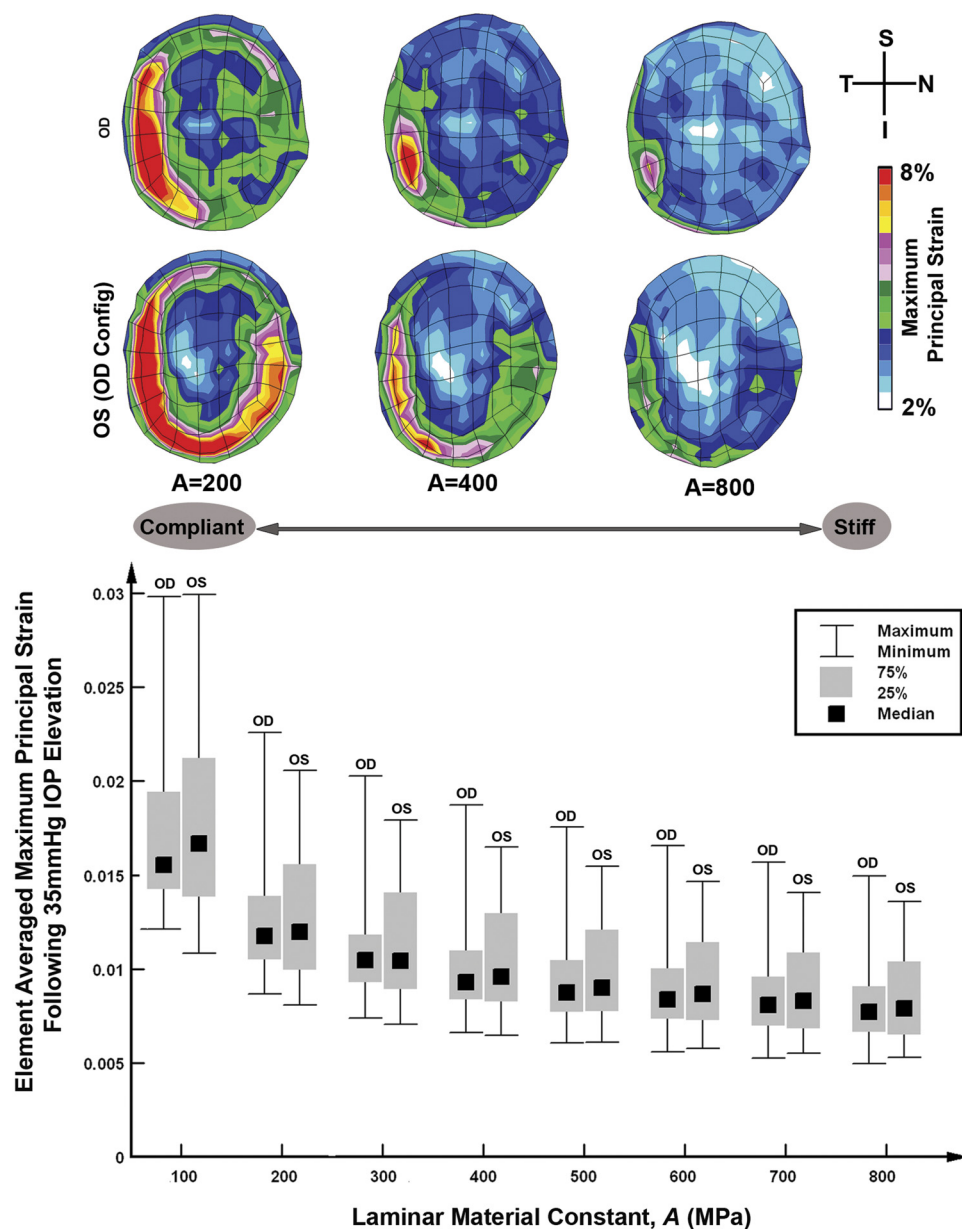 S
T N
I
OD
8%
Maximum
Principal Strain
2%
OS (OD Config)
A=200 A=400 A=800
Compliant Stiff
Element Averaged Maximum Principal Strain
Following 35mmHg IOP Elevation
0.03
0.025
0.02
0.015
0.01
0.005
0
OD OS
OD OS
OD OS
OD OS
OD OS
OD OS
OD OS
OD OS
Maximum
Minimum
75%
25%
Median
100 200 300 400 500 600 700 800
Laminar Material Constant, A (MPa)